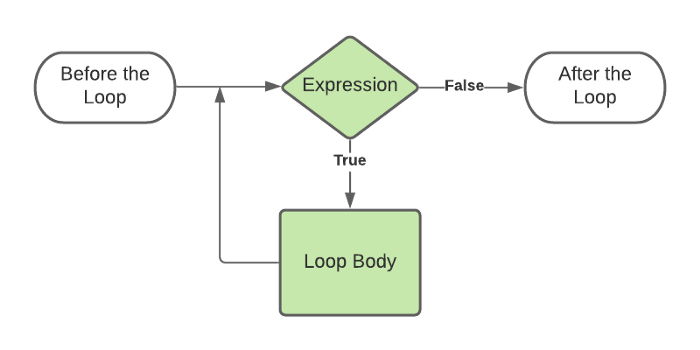 Before the
Loop
Expression
False
After the
Loop
True
Loop Body